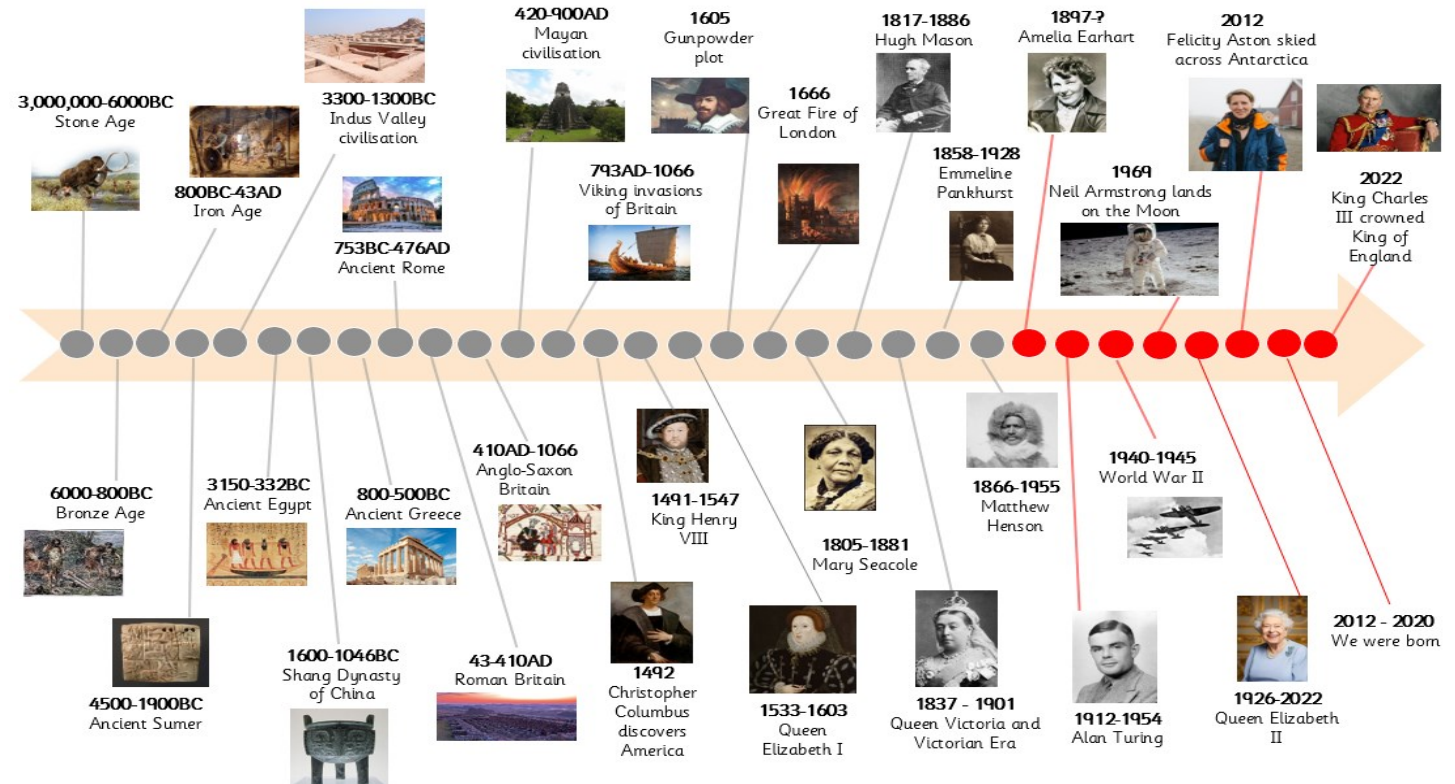 3,000,000-6000BC
Stone Age
800BC-43AD
Iron Age
3300-1300BC
Indus Valley
civilisation
753BC-476AD
Ancient Rome
420-900AD
Mayan
civilisation
793AD-1066
Viking invasions
of Britain
1605
Gunpowder
plot
1666
Great Fire of
London
1817-1886
Hugh Mason
1858-1928
Emmeline
Pankhurst
1897-?
Amelia Earhart
1969
Neil Armstrong lands
on the Moon
2012
Felicity Aston skied
across Antarctica
2022
King Charles
III crowned
King of
England
6000-800BC
Bronze Age
4500-1900BC
Ancient Sumer
3150-332BC
Ancient Egypt
1600-1046BC
Shang Dynasty
of China
800-500BC
Ancient Greece
43-410AD
Roman Britain
410AD-1066
Anglo-Saxon
Britain
1492
Christopher
Columbus
discovers
America
1491-1547
King Henry
VIII
1533-1603
Queen
Elizabeth I
1805-1881
Mary Seacole
1837 - 1901
Queen Victoria and
Victorian Era
1866-1955
Matthew
Henson
1912-1954
Alan Turing
1940-1945
World War II
1926-2022
Queen Elizabeth
II
2012 - 2020
We were born